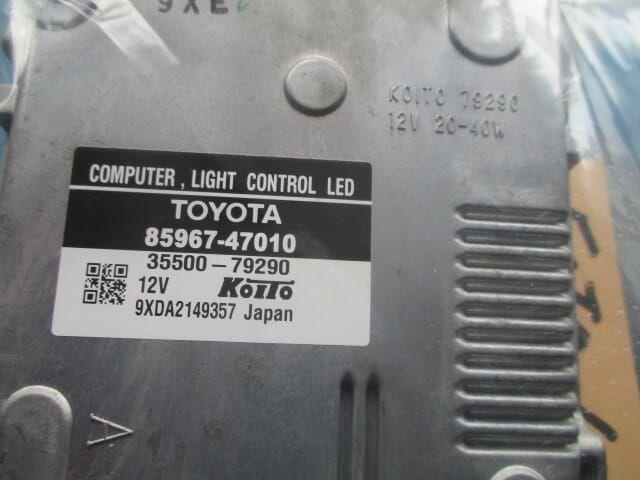 9XE
KOITO 79290
12V 20-40W
COMPUTER , LIGHT CONTROL LED
TOYOTA
85967-47010
35500-79290
12V KOITO
9XDA2149357 Japan
A